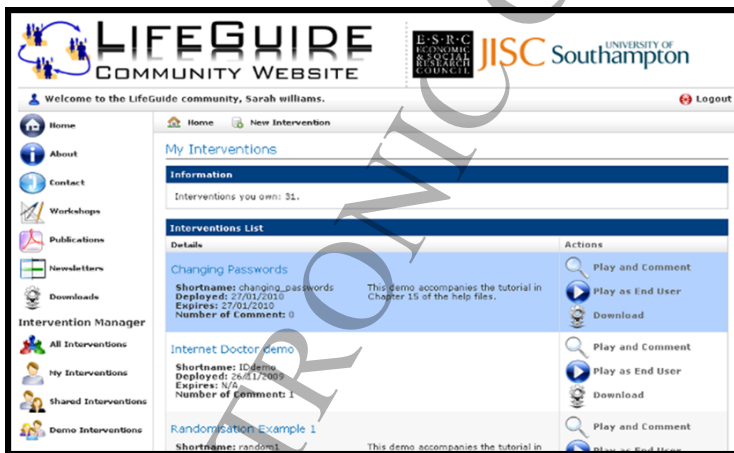 LIFEGUIDE
COMMUNITY WEBSITE
E·S·R·C
ECONOMIC
& SOCIAL
RESEARCH
COUNCIL
JISC
UNIVERSITY OF
Southampton
Welcome to the LifeGuide community, Sarah williams.
Logout
Home
About
Contact
Workshops
Publications
Newsletters
Downloads
Intervention Manager
All Interventions
My Interventions
Shared Interventions
Demo Interventions
Home New Intervention
My Interventions
Information
Interventions you own: 31.
Interventions List
Details Actions
Changing Passwords
Shortname: changing_passwords
Deployed: 27/01/2010
Expires: 27/01/2010
Number of Comment: 0
This demo accompanies the tutorial in
Chapter 15 of the help files.
Play and Comment
Play as End User
Download
Internet Doctor demo
Shortname: IDdemo
Deployed: 26/11/2009
Expires: N/A
Number of Comment: 1
Play and Comment
Play as End User
Download
Randomisation Example 1
Shortname: random1
This demo accompanies the tutorial in
Play and Comment
Play as End User
TRONIC